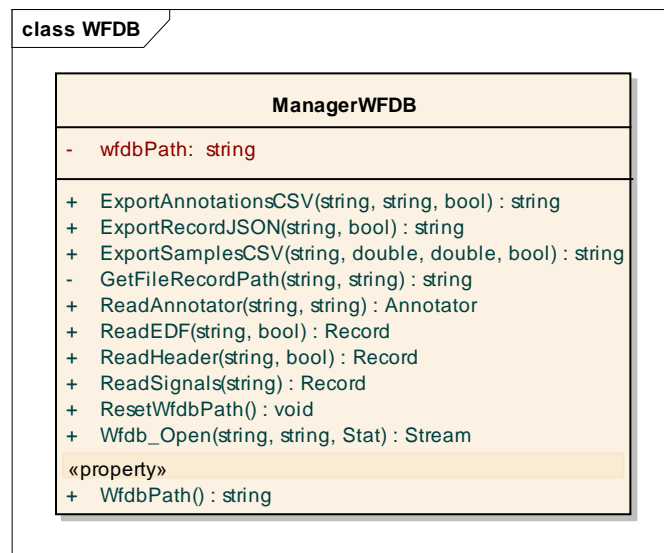 class WFDB
ManagerWFDB
- wfdbPath: string
+ ExportAnnotationsCSV(string, string, bool) : string
+ ExportRecordJSON(string, bool) : string
+ ExportSamplesCSV(string, double, double, bool) : string
- GetFileRecordPath(string, string) : string
+ ReadAnnotator(string, string) : Annotator
+ ReadEDF(string, bool) : Record
+ ReadHeader(string, bool) : Record
+ ReadSignals(string) : Record
+ ResetWfdbPath() : void
+ Wfdb_Open(string, string, Stat) : Stream
«property»
+ WfdbPath() : string